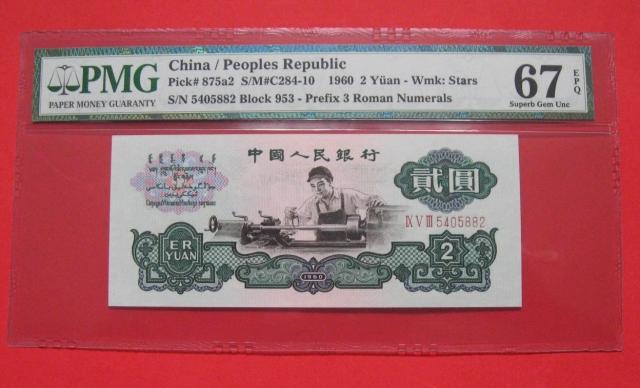 PMG
PAPER MONEY GUARANTY
China / Peoples Republic
Pick# 875a2 S/M#C284-10 1960 2 Yüan - Wmk: Stars
S/N 5405882 Block 953 - Prefix 3 Roman Numerals
67 EPQ
Superb Gem Unc
中國人民銀行
貳圓
IX V III 5405882
ER
YUAN
1960
2